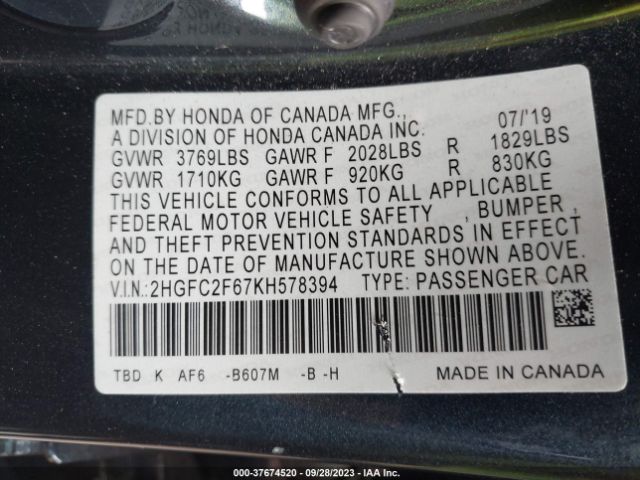 MFD.BY HONDA OF CANADA MFG., 07/'19
A DIVISION OF HONDA CANADA INC.
GVWR 3769LBS GAWR F 2028LBS R 1829LBS
GVWR 1710KG GAWR F 920KG R 830KG
THIS VEHICLE CONFORMS TO ALL APPLICABLE
FEDERAL MOTOR VEHICLE SAFETY , BUMPER ,
AND THEFT PREVENTION STANDARDS IN EFFECT
ON THE DATE OF MANUFACTURE SHOWN ABOVE.
V.I.N.:2HGFC2F67KH578394 TYPE: PASSENGER CAR
TBD K AF6 -B607M -B -H MADE IN CANADA
000-37674520 - 09/28/2023 - IAA Inc.